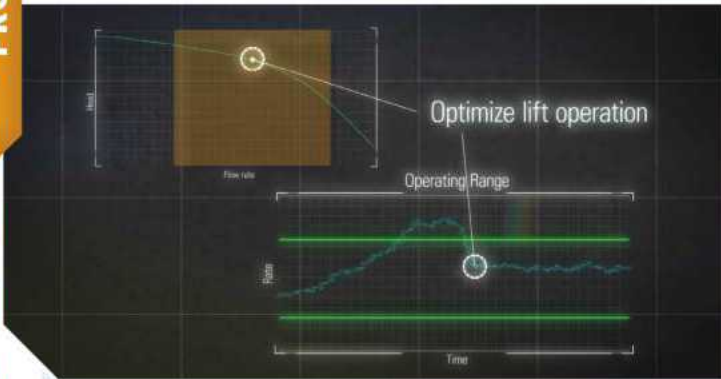 Head
Flow rate
Optimize lift operation
Operating Range
Rate
Time